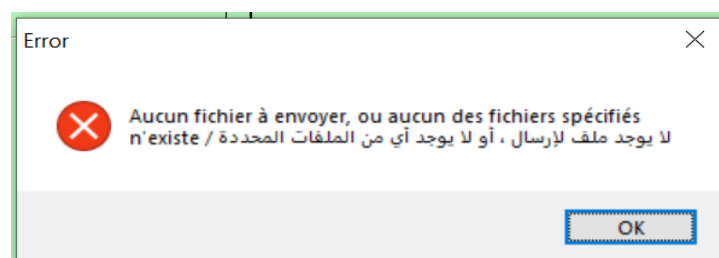 Error
Aucun fichier à envoyer, ou aucun des fichiers spécifiés
n'existe / لا يوجد ملف لإرسال ، أو لا يوجد أي من الملفات المحددة
OK